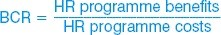 BCR = HR programme benefits
HR programme costs